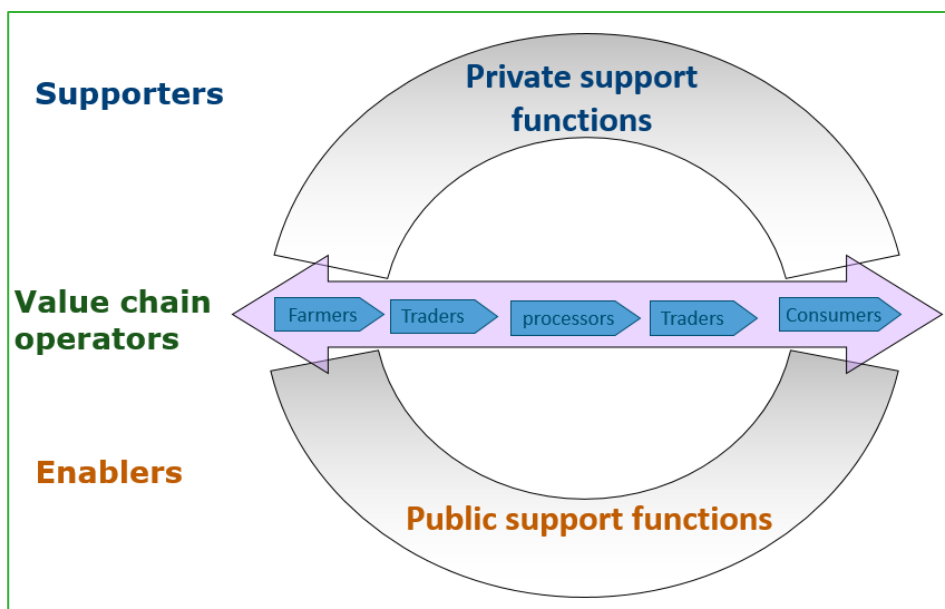 Supporters
Private support
functions
Value chain
operators
Farmers
Traders
processors
Traders
Consumers
Enablers
Public support functions